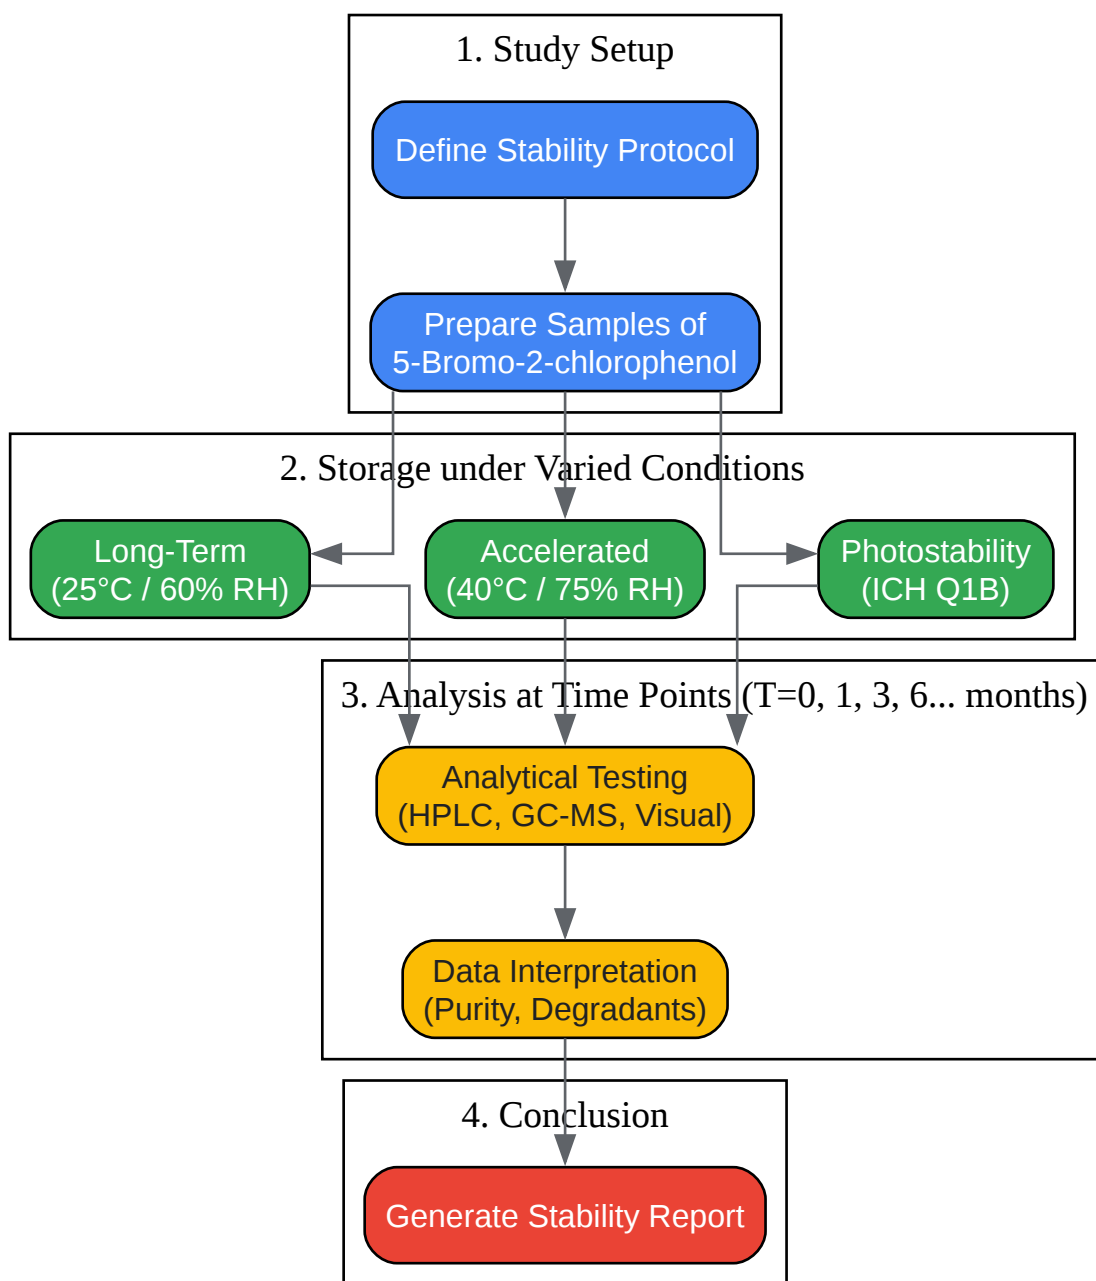 1. Study Setup
Define Stability Protocol
Prepare Samples of
5-Bromo-2-chlorophenol
2. Storage under Varied Conditions
Long-Term
(25°C / 60% RH)
Accelerated
(40°C / 75% RH)
Photostability
(ICH Q1B)
3. Analysis at Time Points (T=0, 1, 3, 6... months)
Analytical Testing
(HPLC, GC-MS, Visual)
Data Interpretation
(Purity, Degradants)
4. Conclusion
Generate Stability Report